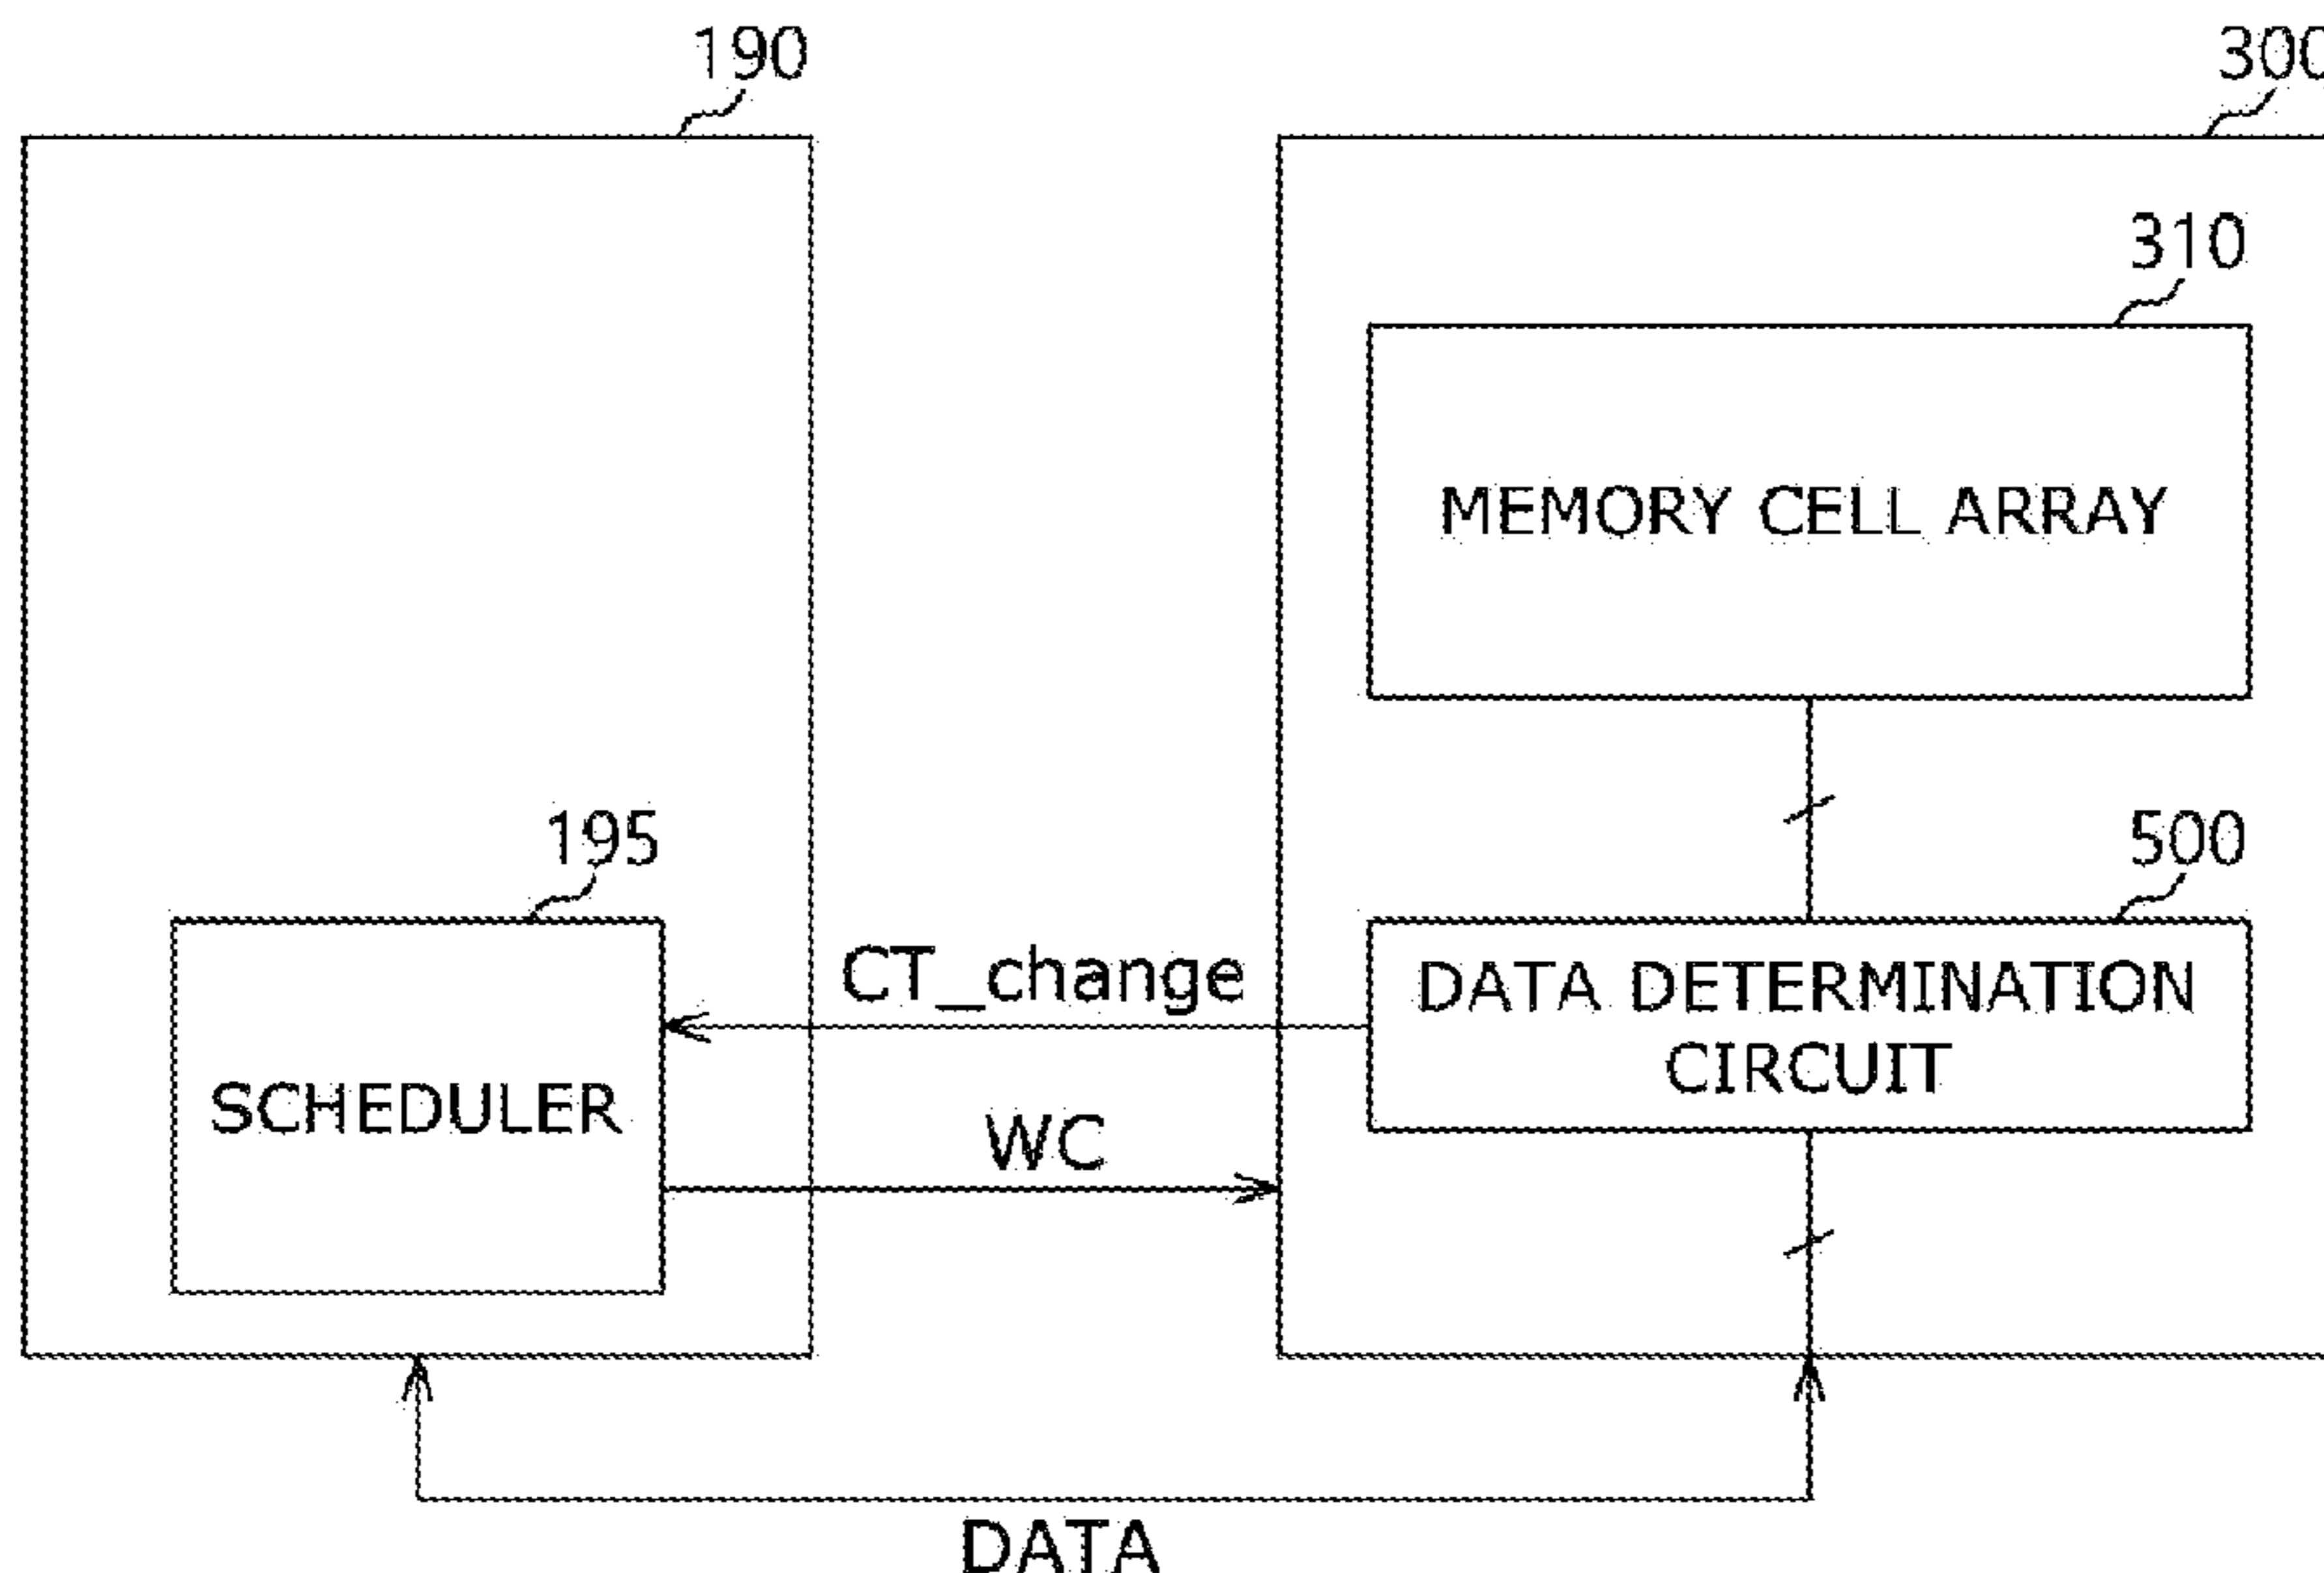 190
300
310
MEMORY CELL ARRAY
195
500
CT_change
DATA DETERMINATION
CIRCUIT
SCHEDULER
WC
DATA